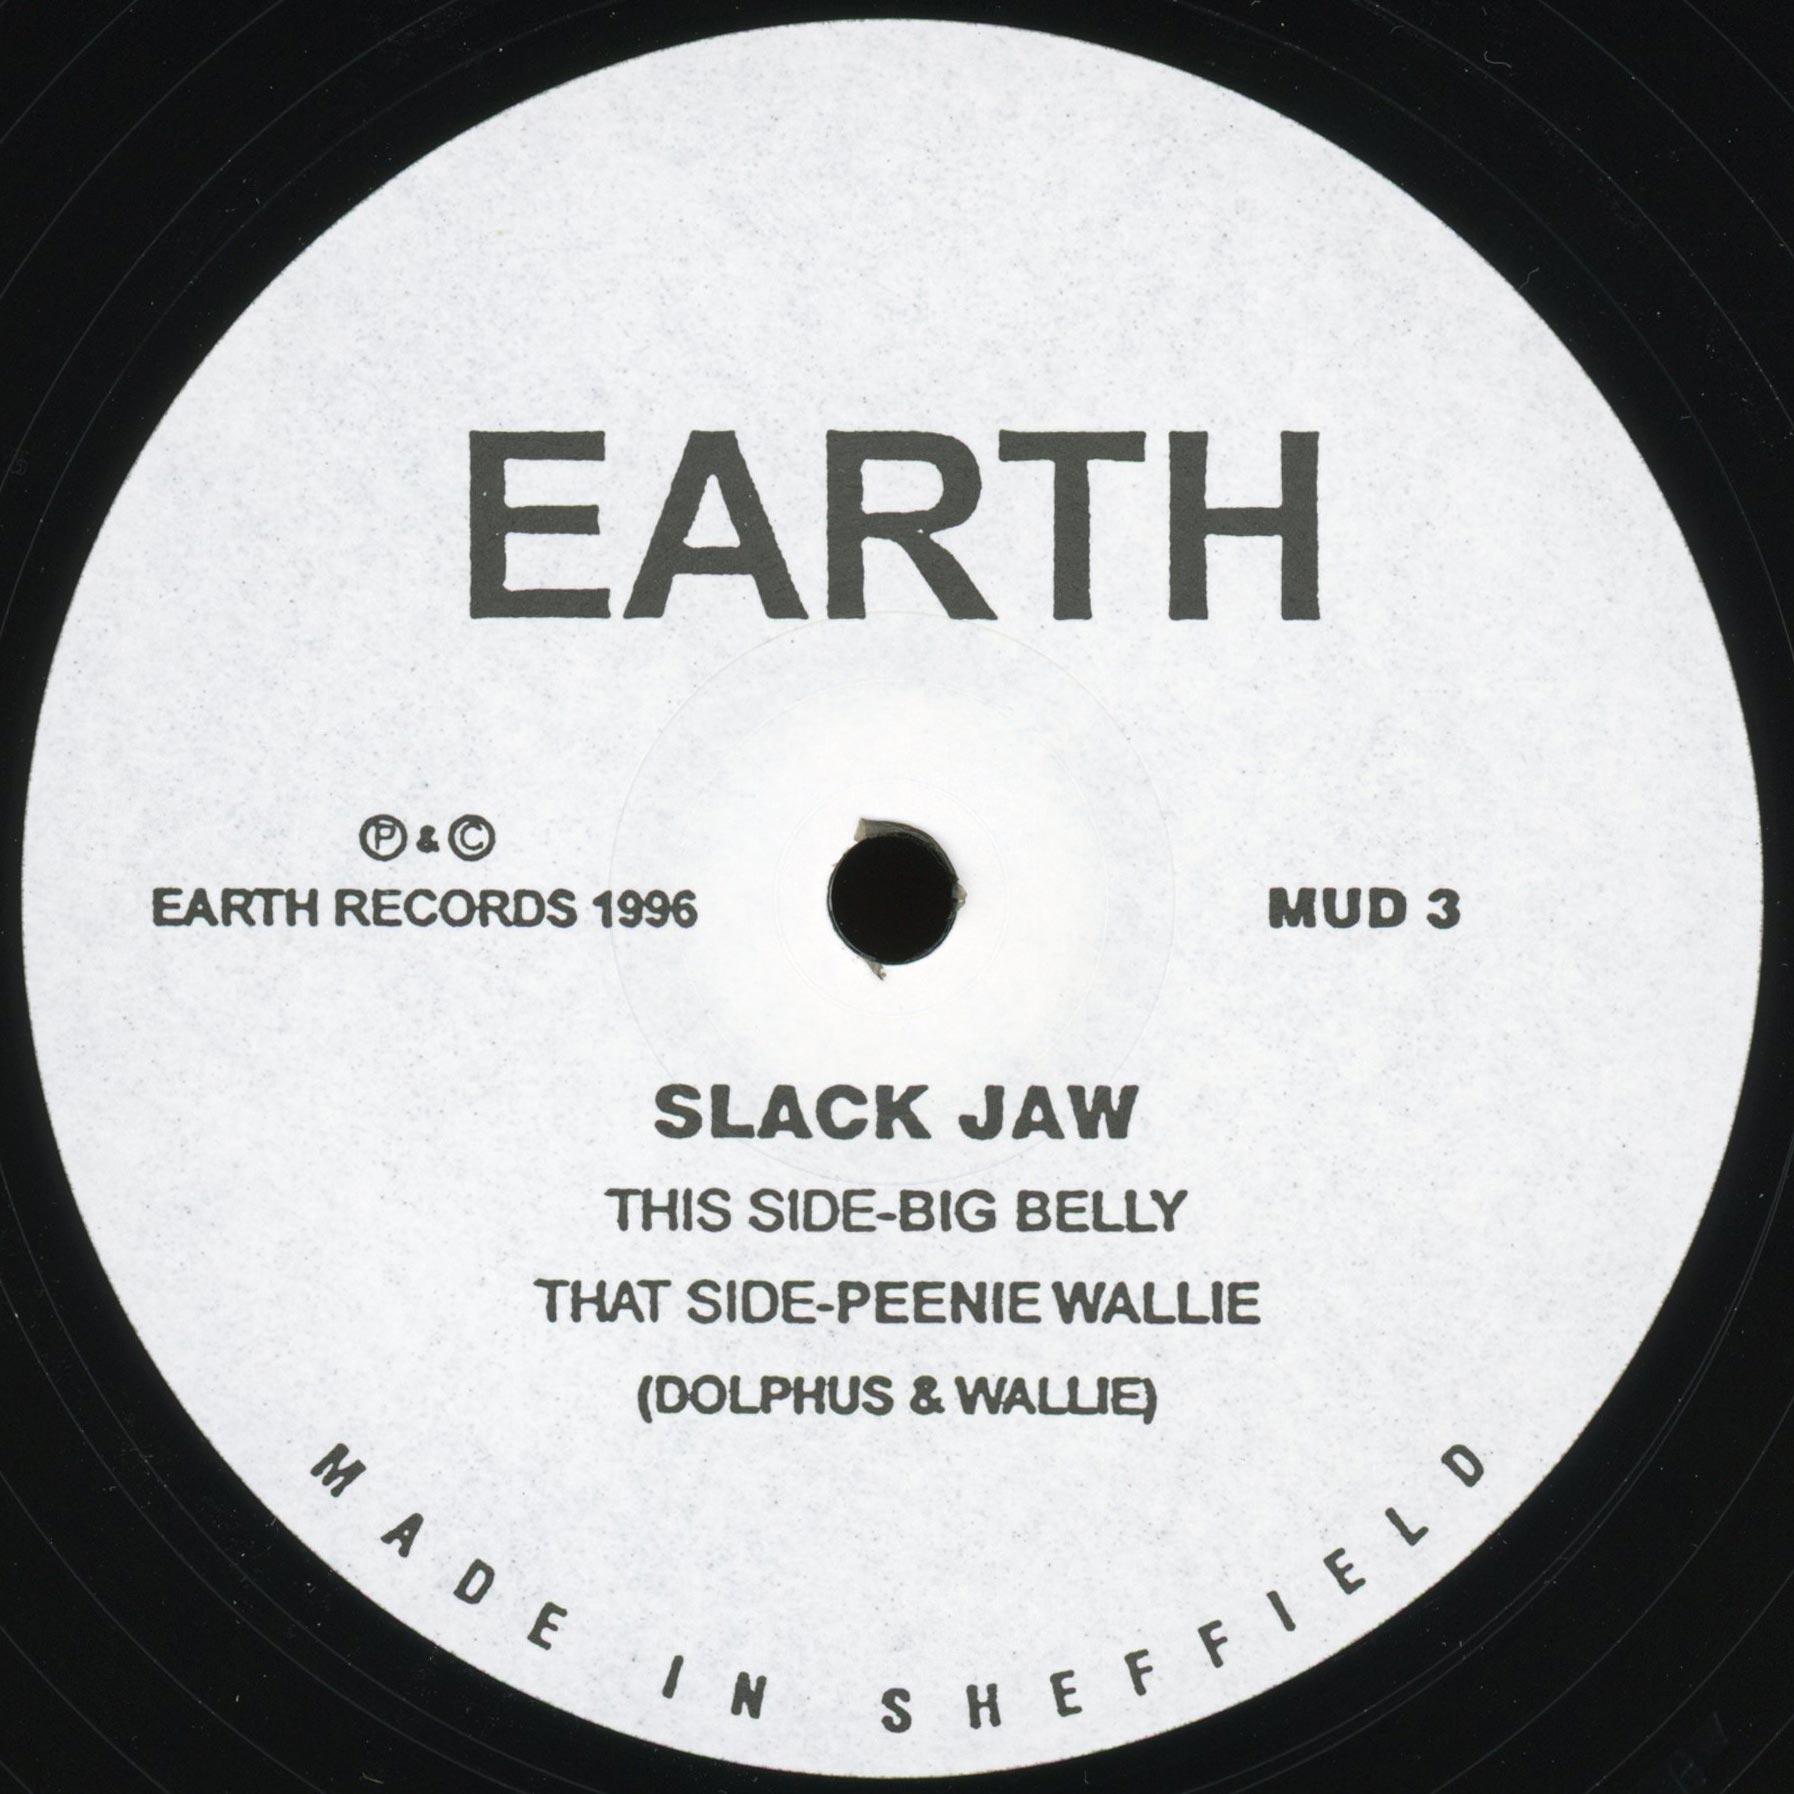 EARTH
Ⓟ & ©
EARTH RECORDS 1996
MUD 3
SLACK JAW
THIS SIDE-BIG BELLY
THAT SIDE-PEENIE WALLIE
(DOLPHUS & WALLIE)
MADE IN SHEFFIELD